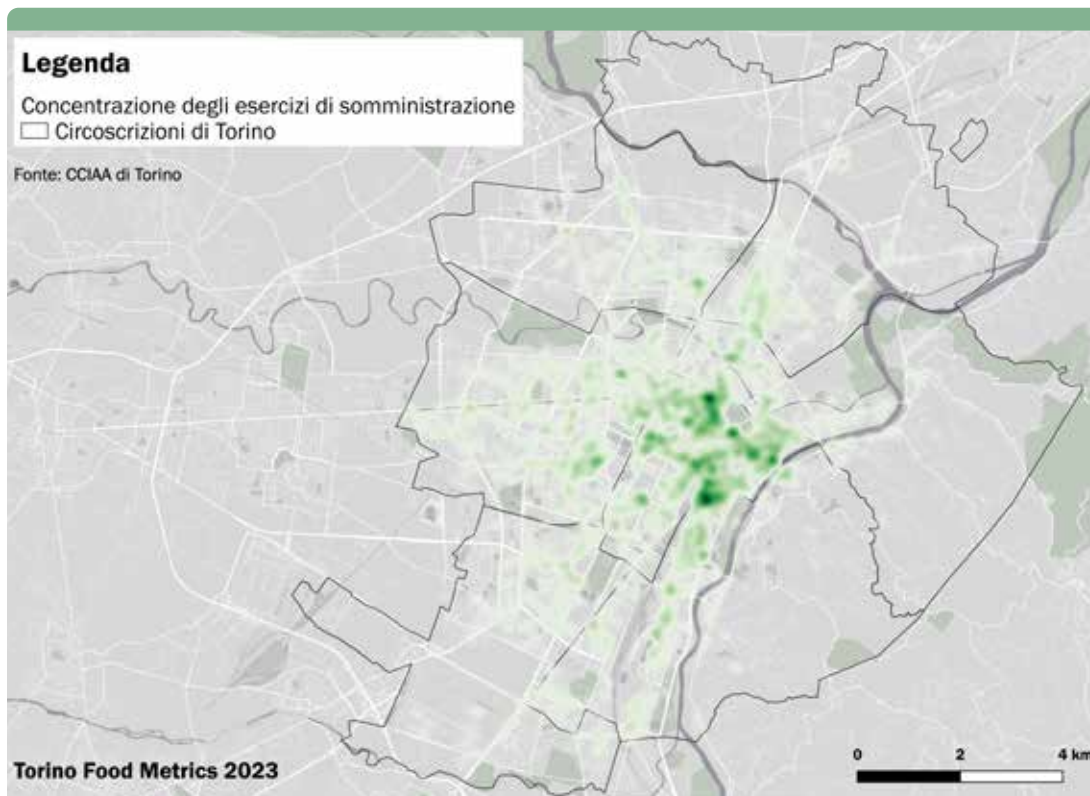 Legenda
Concentrazione degli esercizi di somministrazione
Circoscrizioni di Torino
Fonte: CCIAA di Torino
Torino Food Metrics 2023
0 2 4 km